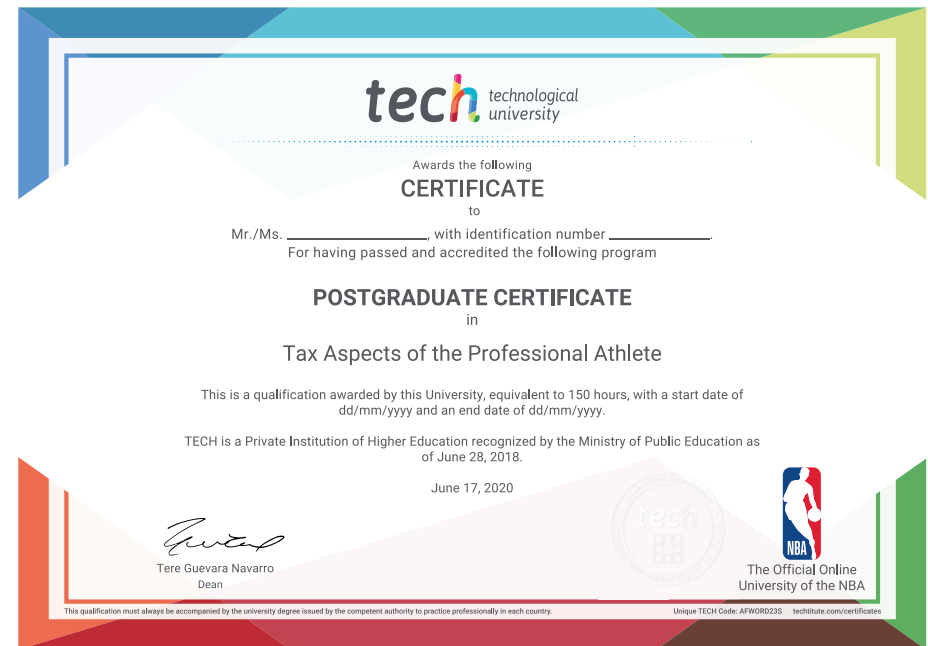 tech technological
university
Awards the following
CERTIFICATE
to
Mr./Ms. ____________________, with identification number ______________.
For having passed and accredited the following program
POSTGRADUATE CERTIFICATE
in
Tax Aspects of the Professional Athlete
This is a qualification awarded by this University, equivalent to 150 hours, with a start date of
dd/mm/yyyy and an end date of dd/mm/yyyy.
TECH is a Private Institution of Higher Education recognized by the Ministry of Public Education as
of June 28, 2018.
June 17, 2020
tech
NBA
Tere Guevara Navarro
Dean
The Official Online
University of the NBA
This qualification must always be accompanied by the university degree issued by the competent authority to practice professionally in each country.
Unique TECH Code: AFWORD23S techtitute.com/certificates